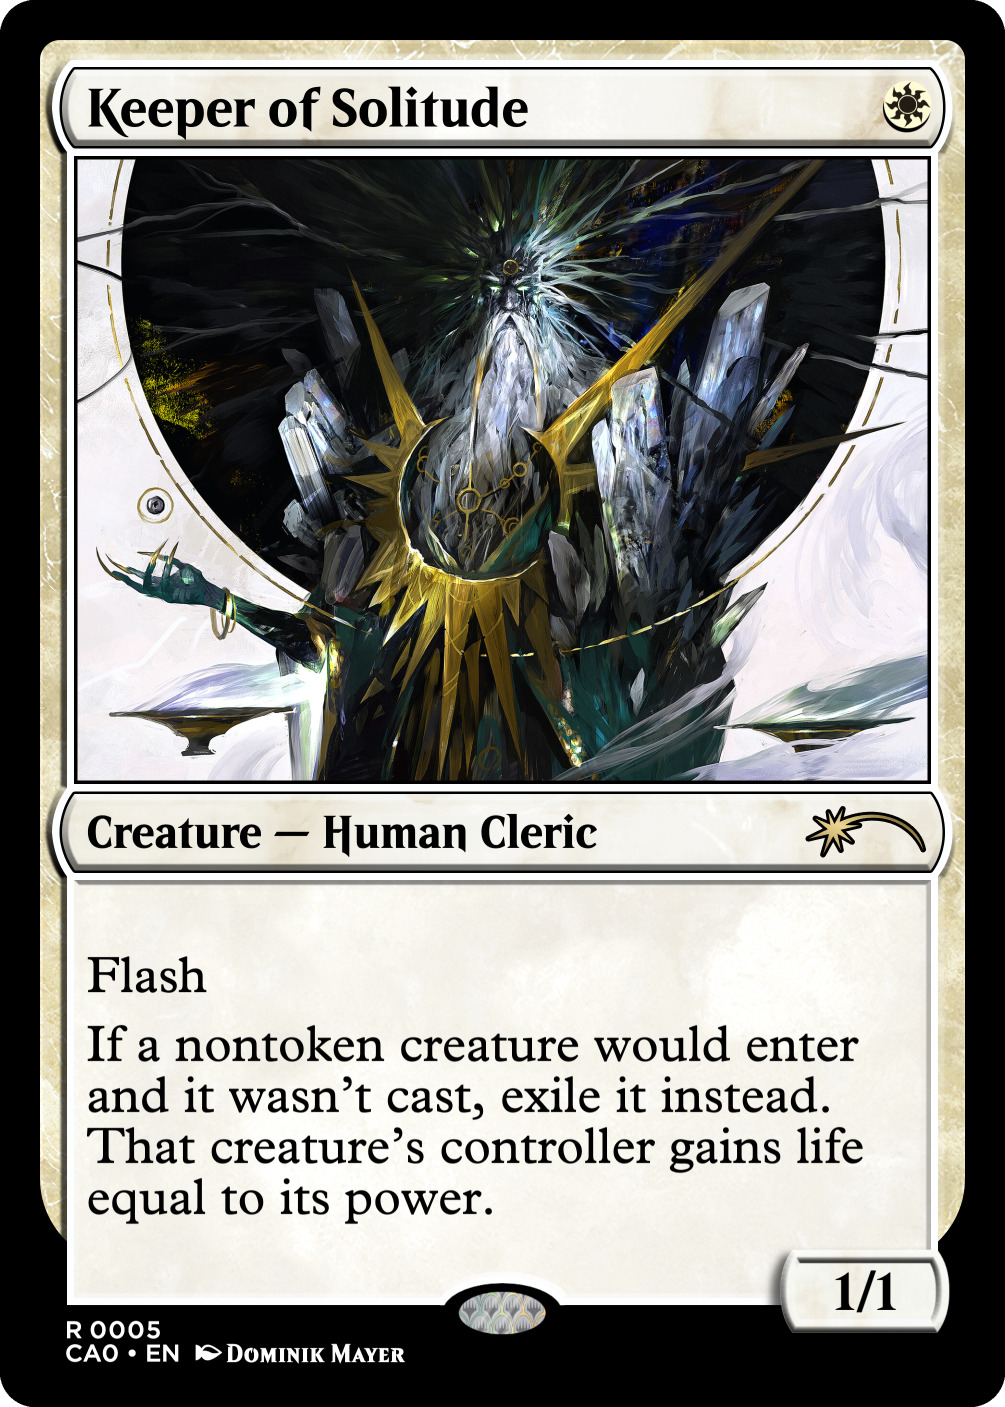 Keeper of Solitude
Creature — Human Cleric
Flash
If a nontoken creature would enter
and it wasn't cast, exile it instead.
That creature's controller gains life
equal to its power.
1/1
R 0005
CAO • EN Dominik Mayer